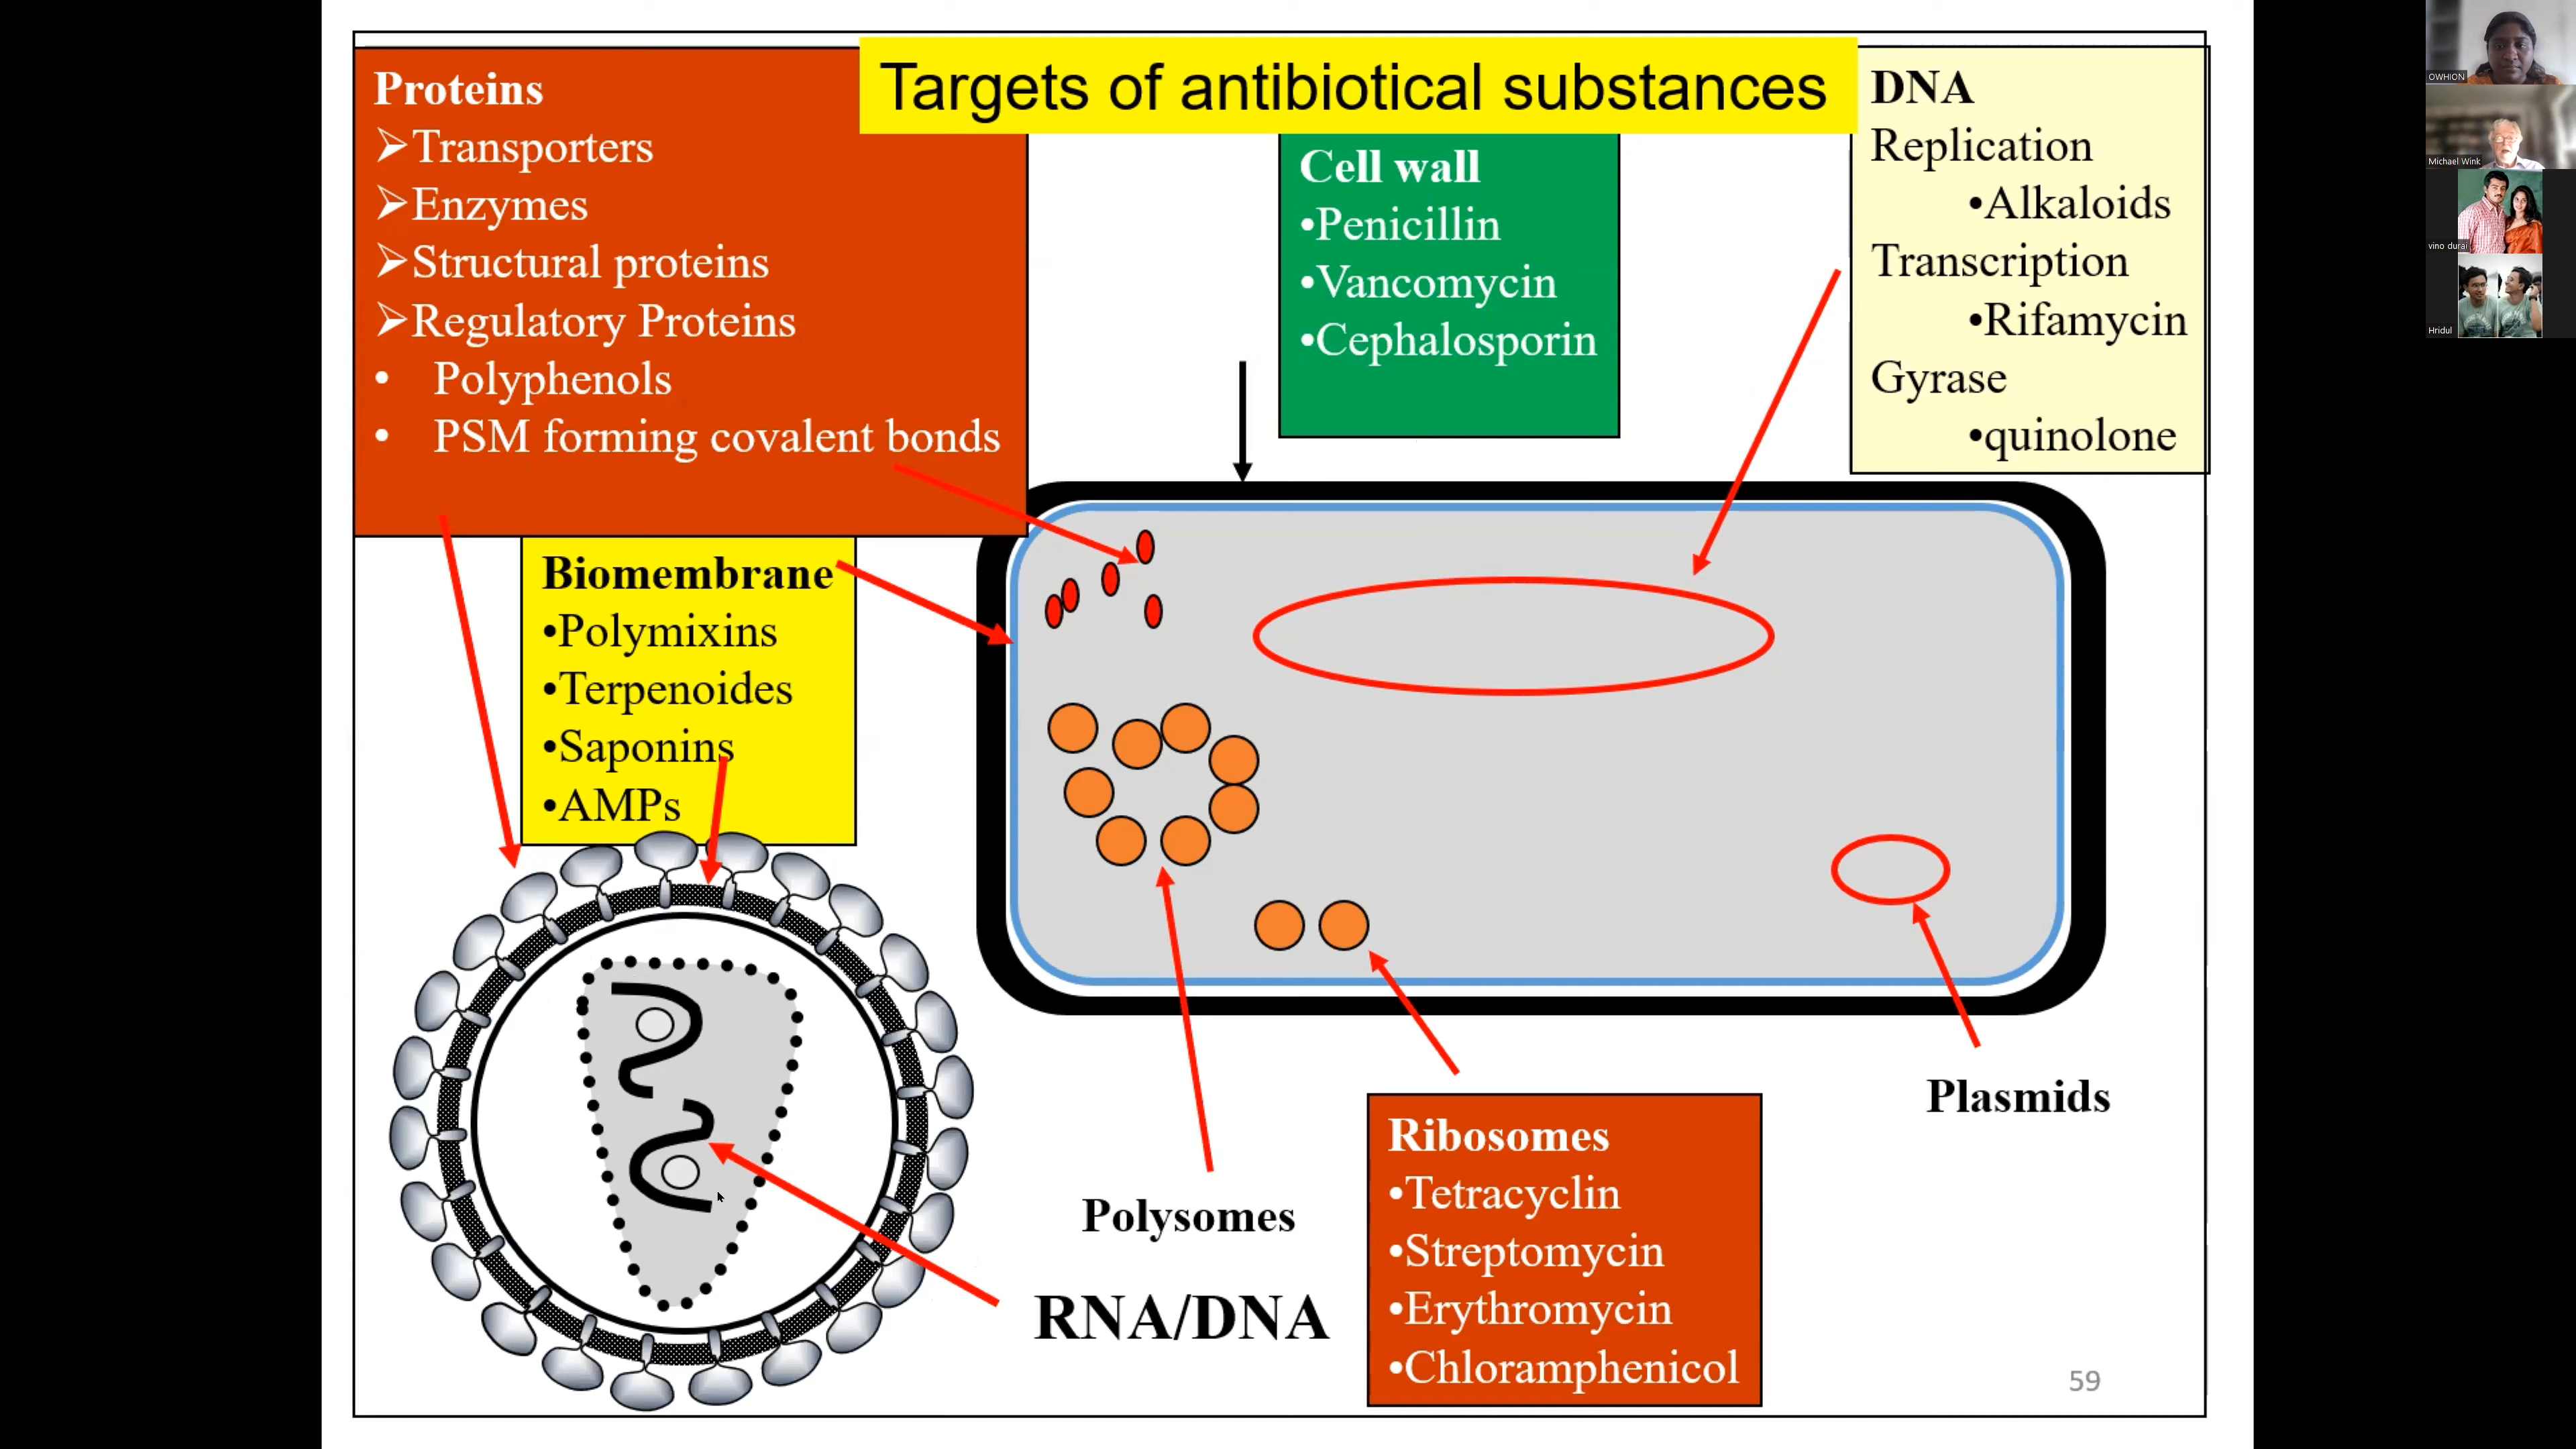 Targets of antibiotical substances
Proteins
➢Transporters
➢Enzymes
➢Structural proteins
➢Regulatory Proteins
• Polyphenols
• PSM forming covalent bonds
Cell wall
•Penicillin
•Vancomycin
•Cephalosporin
DNA
Replication
•Alkaloids
Transcription
•Rifamycin
Gyrase
•quinolone
Biomembrane
•Polymixins
•Terpenoides
•Saponins
•AMPs
Plasmids
Polysomes
RNA/DNA
Ribosomes
•Tetracyclin
•Streptomycin
•Erythromycin
•Chloramphenicol
59
OWHION
Michael Wink
vino durai
Hridul